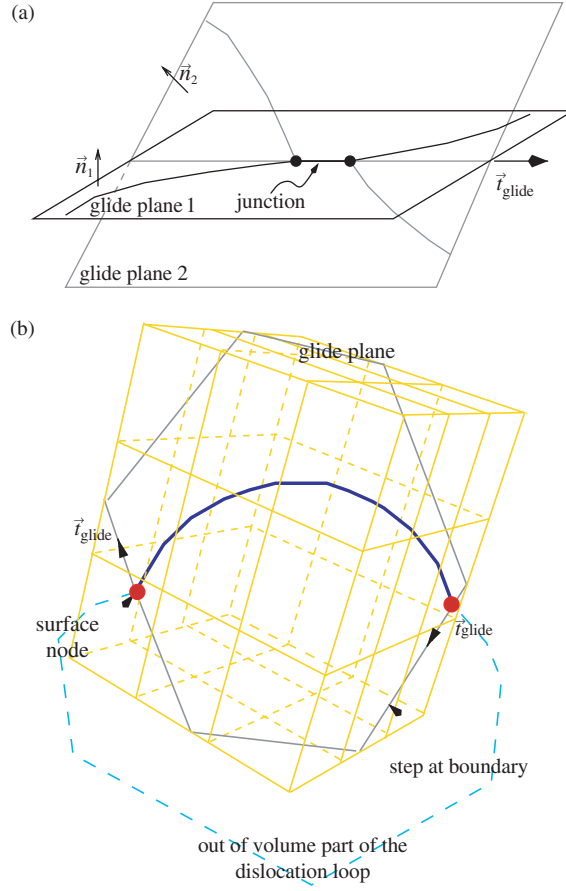 (a)
n⃗₂
n⃗₁
glide plane 1
junction
t⃗glide
glide plane 2
(b)
glide plane
t⃗glide
surface
node
t⃗glide
step at boundary
out of volume part of the
dislocation loop